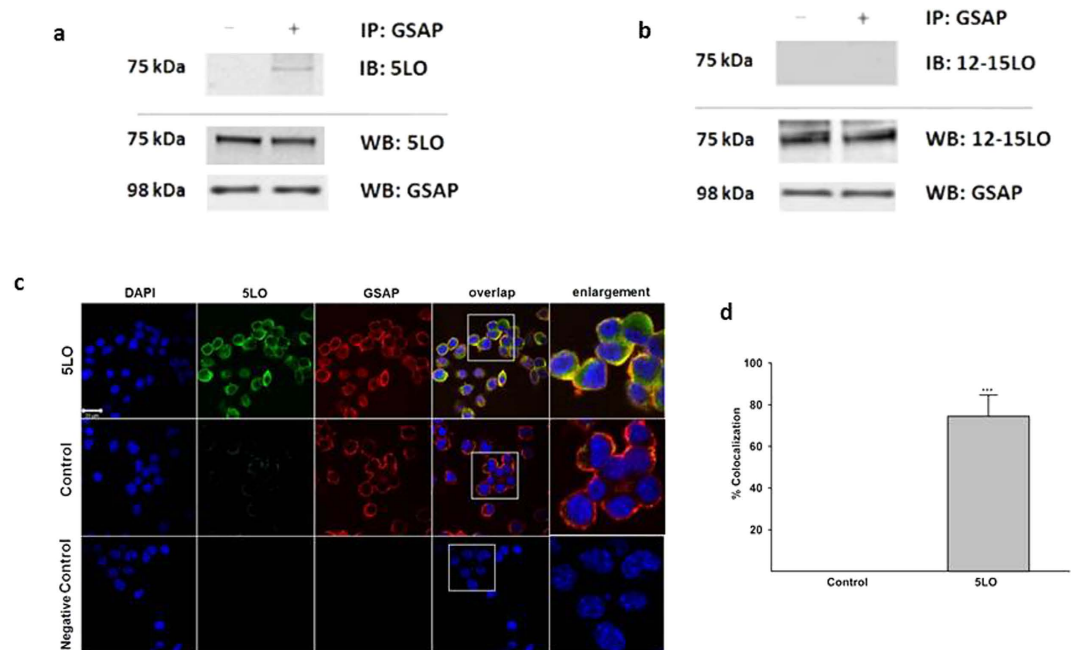 a
− + IP: GSAP
75 kDa IB: 5LO
75 kDa WB: 5LO
98 kDa WB: GSAP
b
− + IP: GSAP
75 kDa IB: 12-15LO
75 kDa WB: 12-15LO
98 kDa WB: GSAP
c
DAPI 5LO GSAP overlap enlargement
5LO
Control
Negative Control
d
100
80
60
40
20
% Colocalization
***
Control 5LO